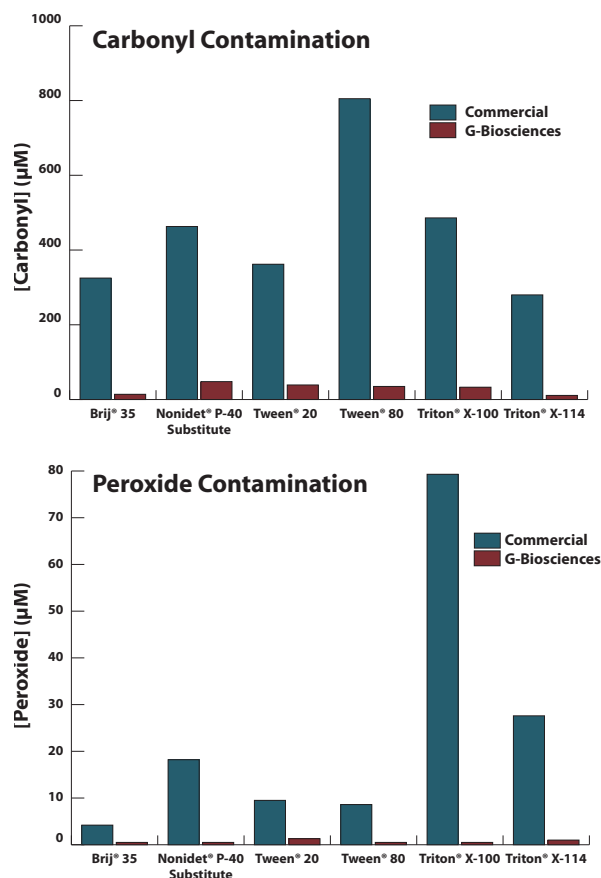 Carbonyl Contamination
1000
800
600
400
200
0
[Carbonyl] (µM)
Commercial
G-Biosciences
Brij® 35
Nonidet® P-40
Substitute
Tween® 20
Tween® 80
Triton® X-100
Triton® X-114
Peroxide Contamination
80
70
60
50
40
30
20
10
0
[Peroxide] (µM)
Commercial
G-Biosciences
Brij® 35
Nonidet® P-40
Substitute
Tween® 20
Tween® 80
Triton® X-100
Triton® X-114